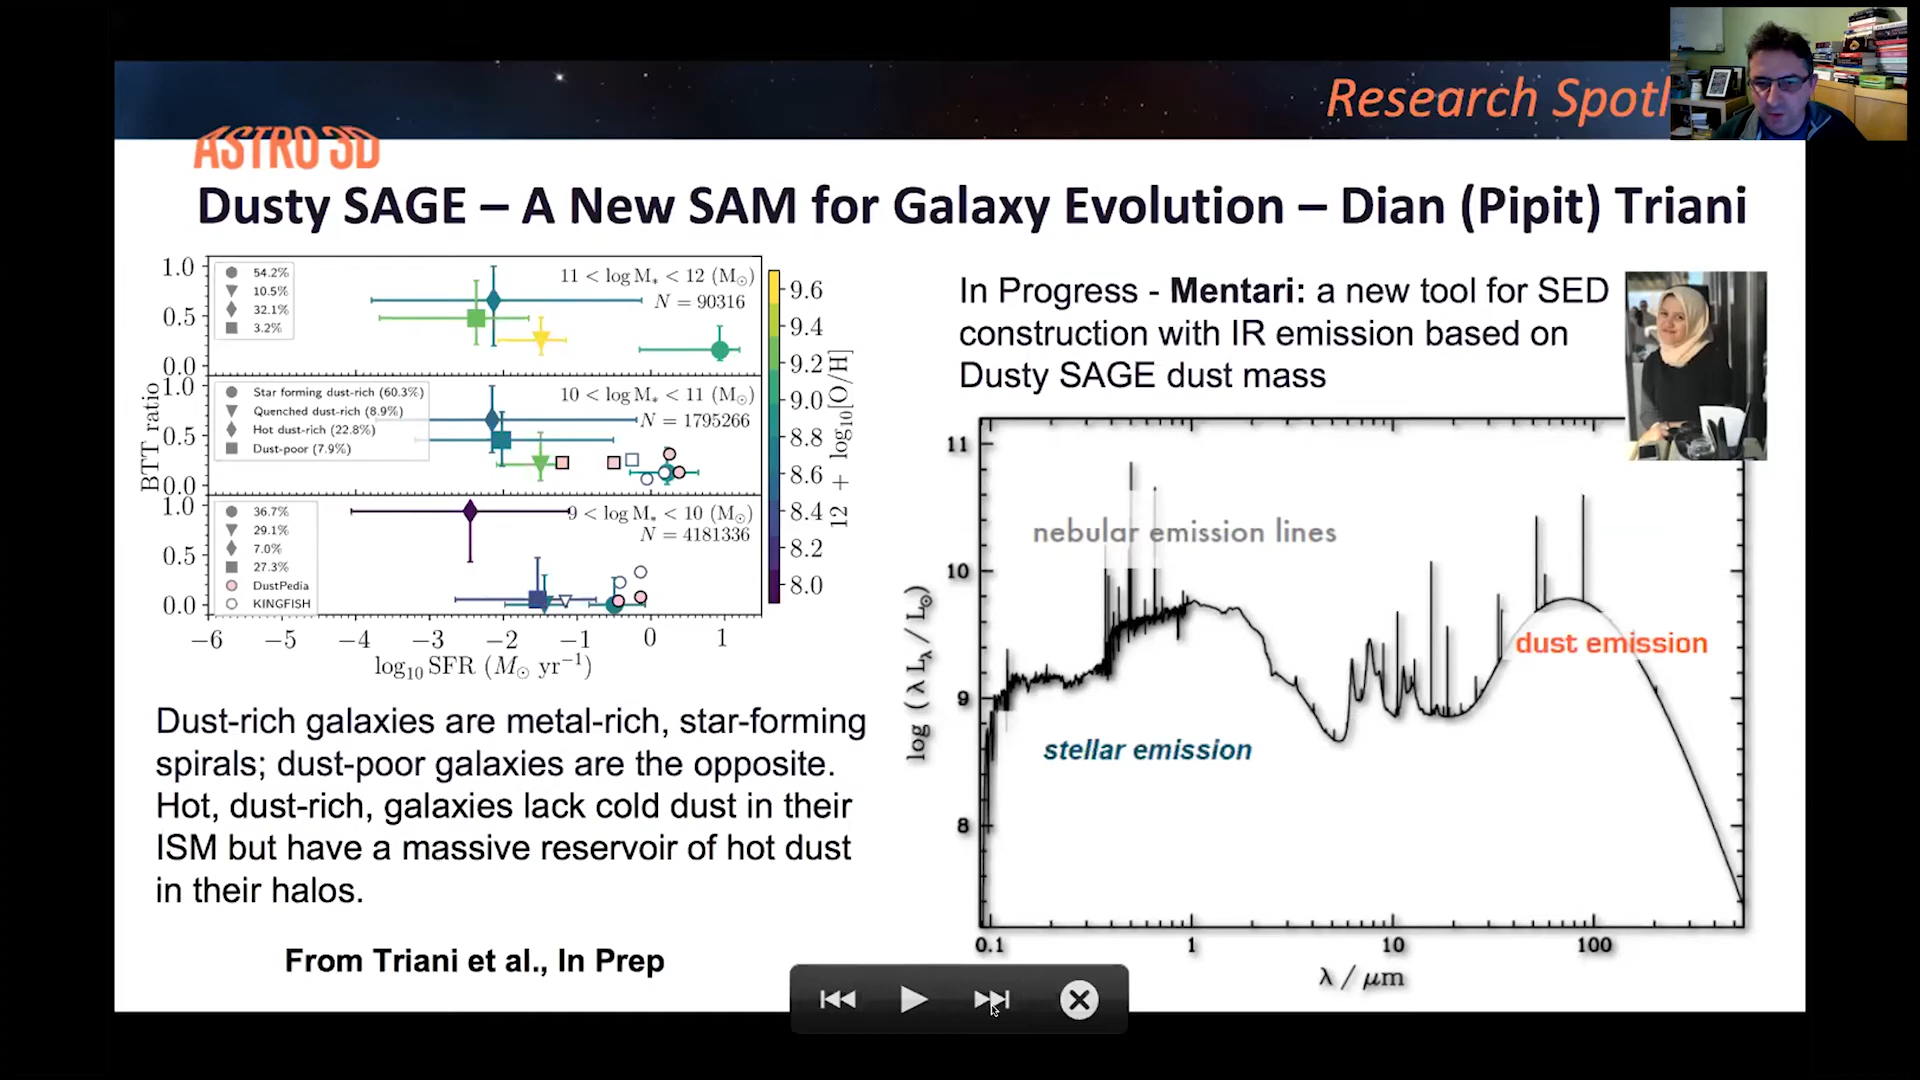 Research Spotl
ASTRO 3D
Dusty SAGE – A New SAM for Galaxy Evolution – Dian (Pipit) Triani
1.0
0.5
0.0
54.2%
10.5%
32.1%
3.2%
11 < log M* < 12 (M⊙)
N = 90316
1.0
0.5
0.0
Star forming dust-rich (60.3%)
Quenched dust-rich (8.9%)
Hot dust-rich (22.8%)
Dust-poor (7.9%)
10 < log M* < 11 (M⊙)
N = 1795266
1.0
0.5
0.0
36.7%
29.1%
7.0%
27.3%
DustPedia
KINGFISH
9 < log M* < 10 (M⊙)
N = 4181336
BTT ratio
−6 −5 −4 −3 −2 −1 0 1
log10 SFR (M⊙ yr−1)
9.6
9.4
9.2
9.0
8.8
8.6
8.4
8.2
8.0
12 + log10[O/H]
Dust-rich galaxies are metal-rich, star-forming
spirals; dust-poor galaxies are the opposite.
Hot, dust-rich, galaxies lack cold dust in their
ISM but have a massive reservoir of hot dust
in their halos.
From Triani et al., In Prep
In Progress - Mentari: a new tool for SED
construction with IR emission based on
Dusty SAGE dust mass
11
10
9
8
log (λ Lλ / L⊙)
nebular emission lines
dust emission
stellar emission
0.1 1 10 100
λ / μm